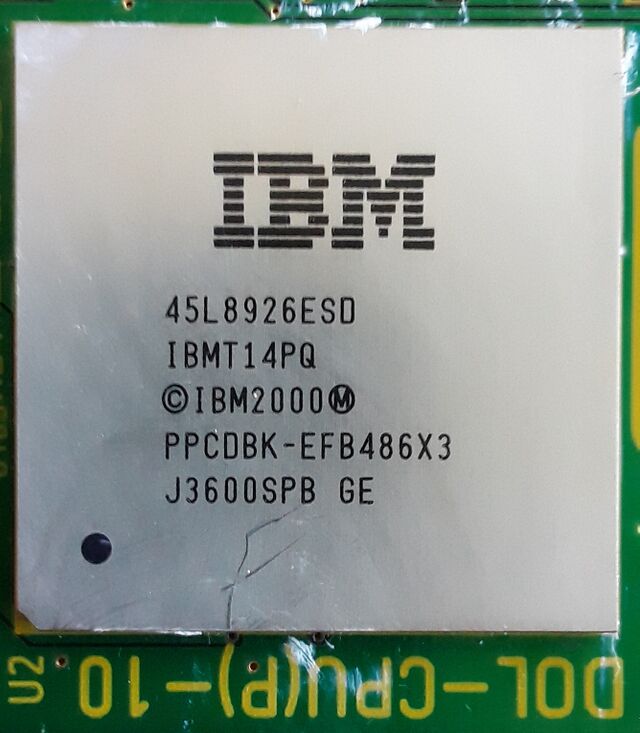 IBM
45L8926ESD
IBMT14PQ
©IBM2000Ⓜ
PPCDBK-EFB486X3
J3600SPB GE
U2
DOL-CPU(P)-10